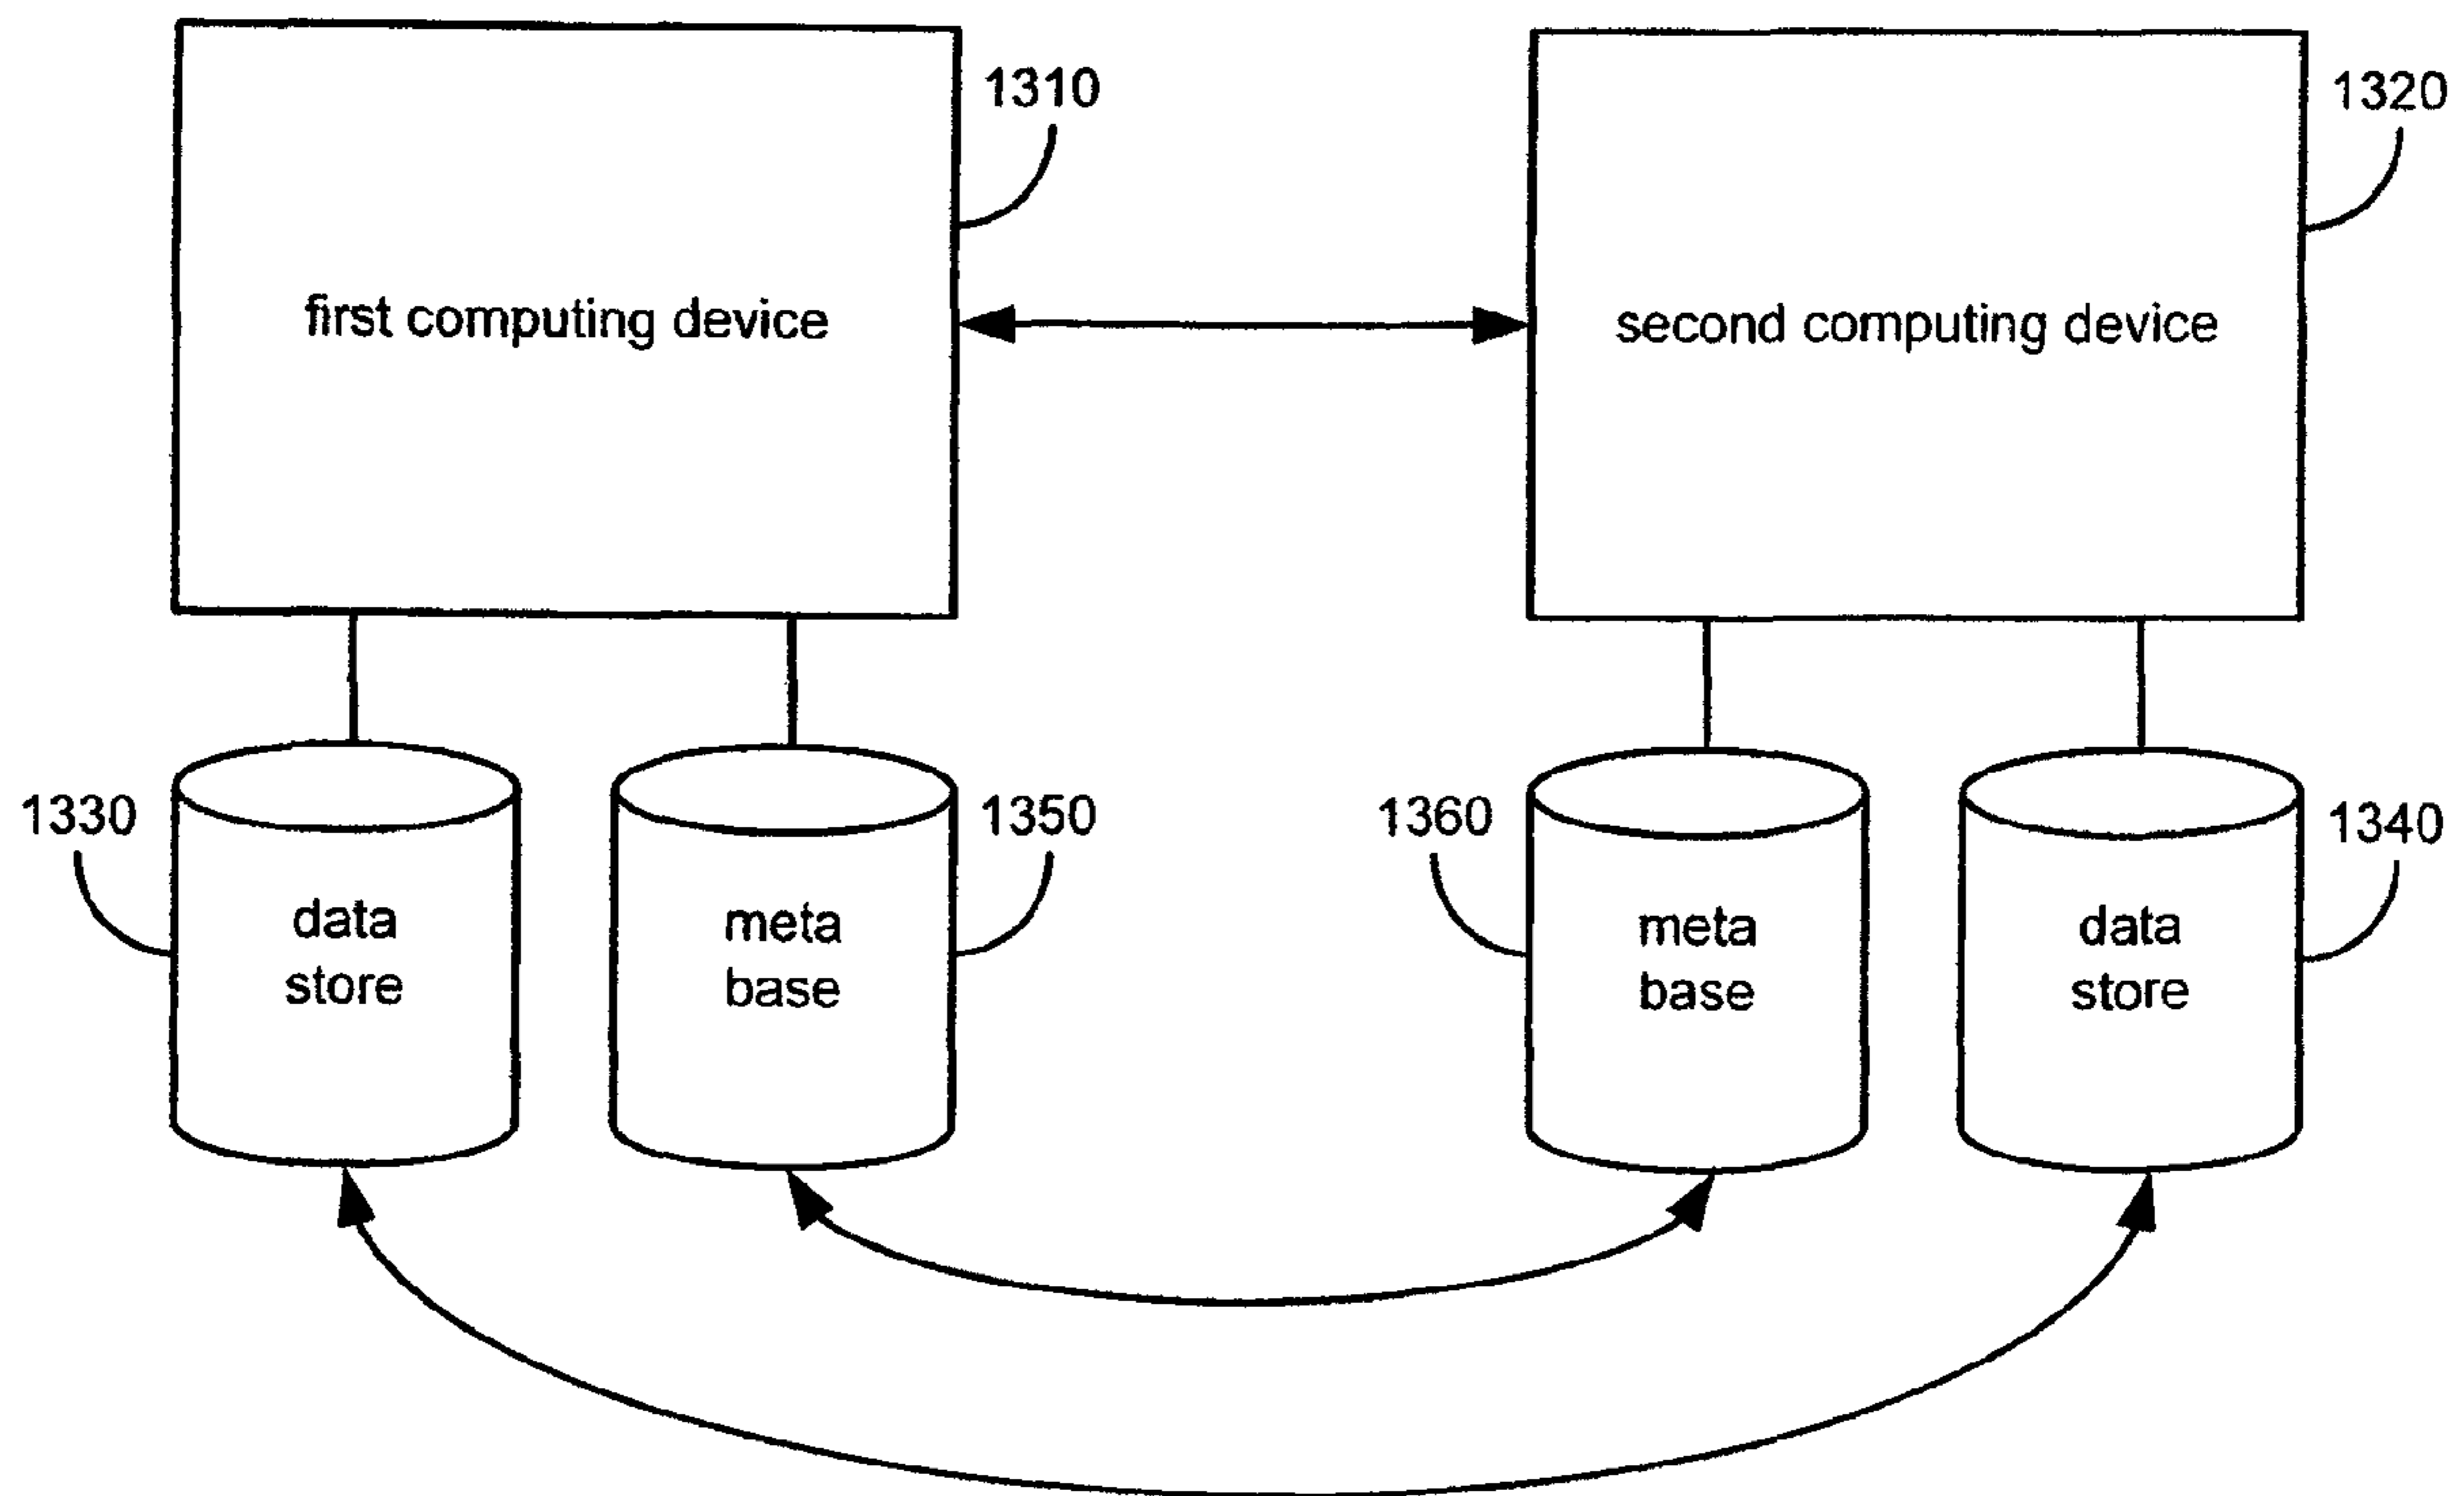 1310
1320
first computing device
second computing device
1330
1350
1360
1340
data
store
meta
base
meta
base
data
store